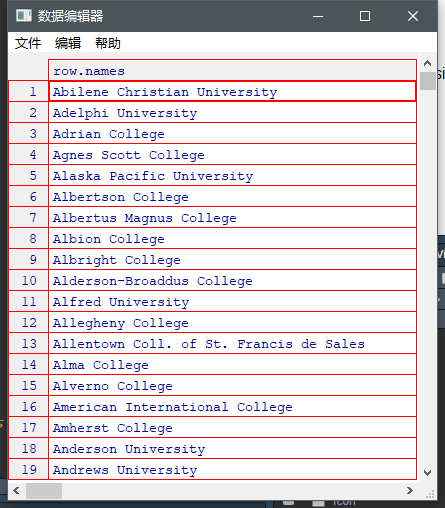 数据编辑器
文件 编辑 帮助
row.names
1 Abilene Christian University
2 Adelphi University
3 Adrian College
4 Agnes Scott College
5 Alaska Pacific University
6 Albertson College
7 Albertus Magnus College
8 Albion College
9 Albright College
10 Alderson-Broaddus College
11 Alfred University
12 Allegheny College
13 Allentown Coll. of St. Francis de Sales
14 Alma College
15 Alverno College
16 American International College
17 Amherst College
18 Anderson University
19 Andrews University
si